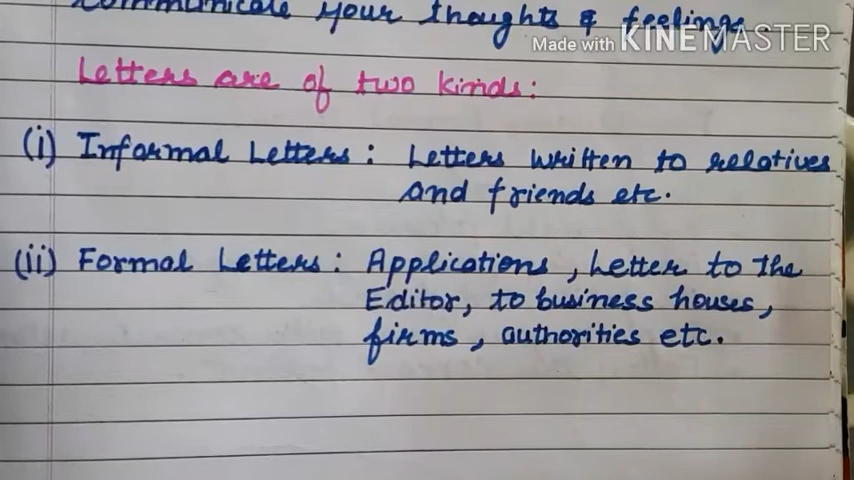 communicate your thoughts & feelings.
Made with KINEMASTER
Letters are of two kinds:
(i) Informal Letters : Letters written to relatives
and friends etc.
(ii) Formal Letters : Applications, Letter to the
Editor, to business houses,
firms, authorities etc.